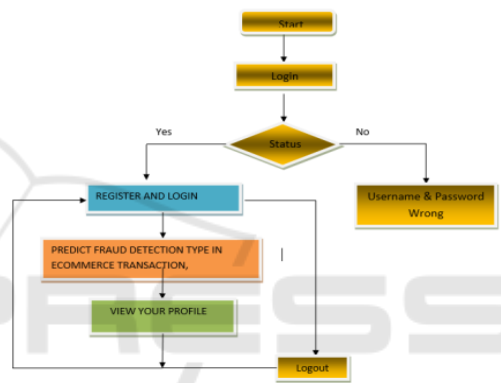 Start
Login
Status
Yes
No
REGISTER AND LOGIN
Username & Password
Wrong
PREDICT FRAUD DETECTION TYPE IN
ECOMMERCE TRANSACTION,
VIEW YOUR PROFILE
Logout